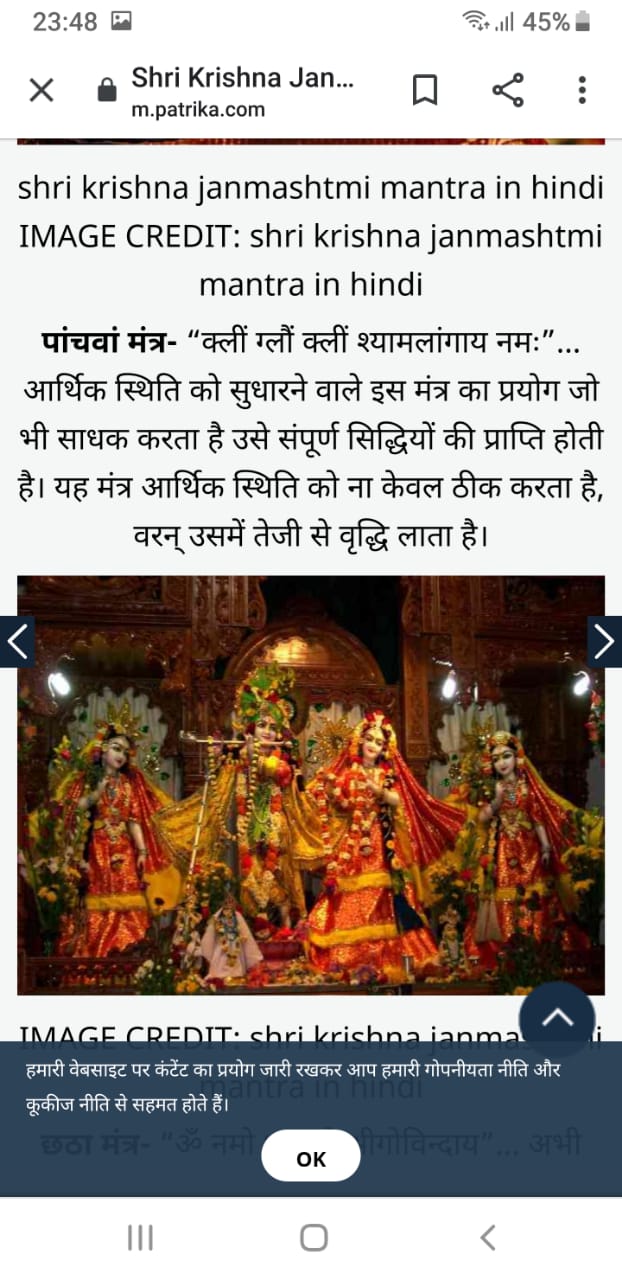 23:48
45%
Shri Krishna Jan...
m.patrika.com
shri krishna janmashtmi mantra in hindi
IMAGE CREDIT: shri krishna janmashtmi
mantra in hindi
पांचवां मंत्र- “क्लीं ग्लौं क्लीं श्यामलांगाय नमः”...
आर्थिक स्थिति को सुधारने वाले इस मंत्र का प्रयोग जो
भी साधक करता है उसे संपूर्ण सिद्धियों की प्राप्ति होती
है। यह मंत्र आर्थिक स्थिति को ना केवल ठीक करता है,
वरन् उसमें तेजी से वृद्धि लाता है।
IMAGE CREDIT: shri krishna
हमारी वेबसाइट पर कंटेंट का प्रयोग जारी रखकर आप हमारी गोपनीयता नीति और
mantra in hindi
कूकीज नीति से सहमत होते हैं।
छठा मंत्र- “ॐ नमो ... अभी
OK